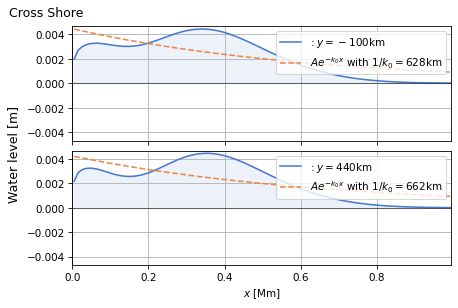 Cross Shore
Water level [m]
0.004
0.002
0.000
−0.002
−0.004
: y = −100km
Ae^{−k₀x} with 1/k₀ = 628km
0.004
0.002
0.000
−0.002
−0.004
: y = 440km
Ae^{−k₀x} with 1/k₀ = 662km
0.0 0.2 0.4 0.6 0.8
x [Mm]